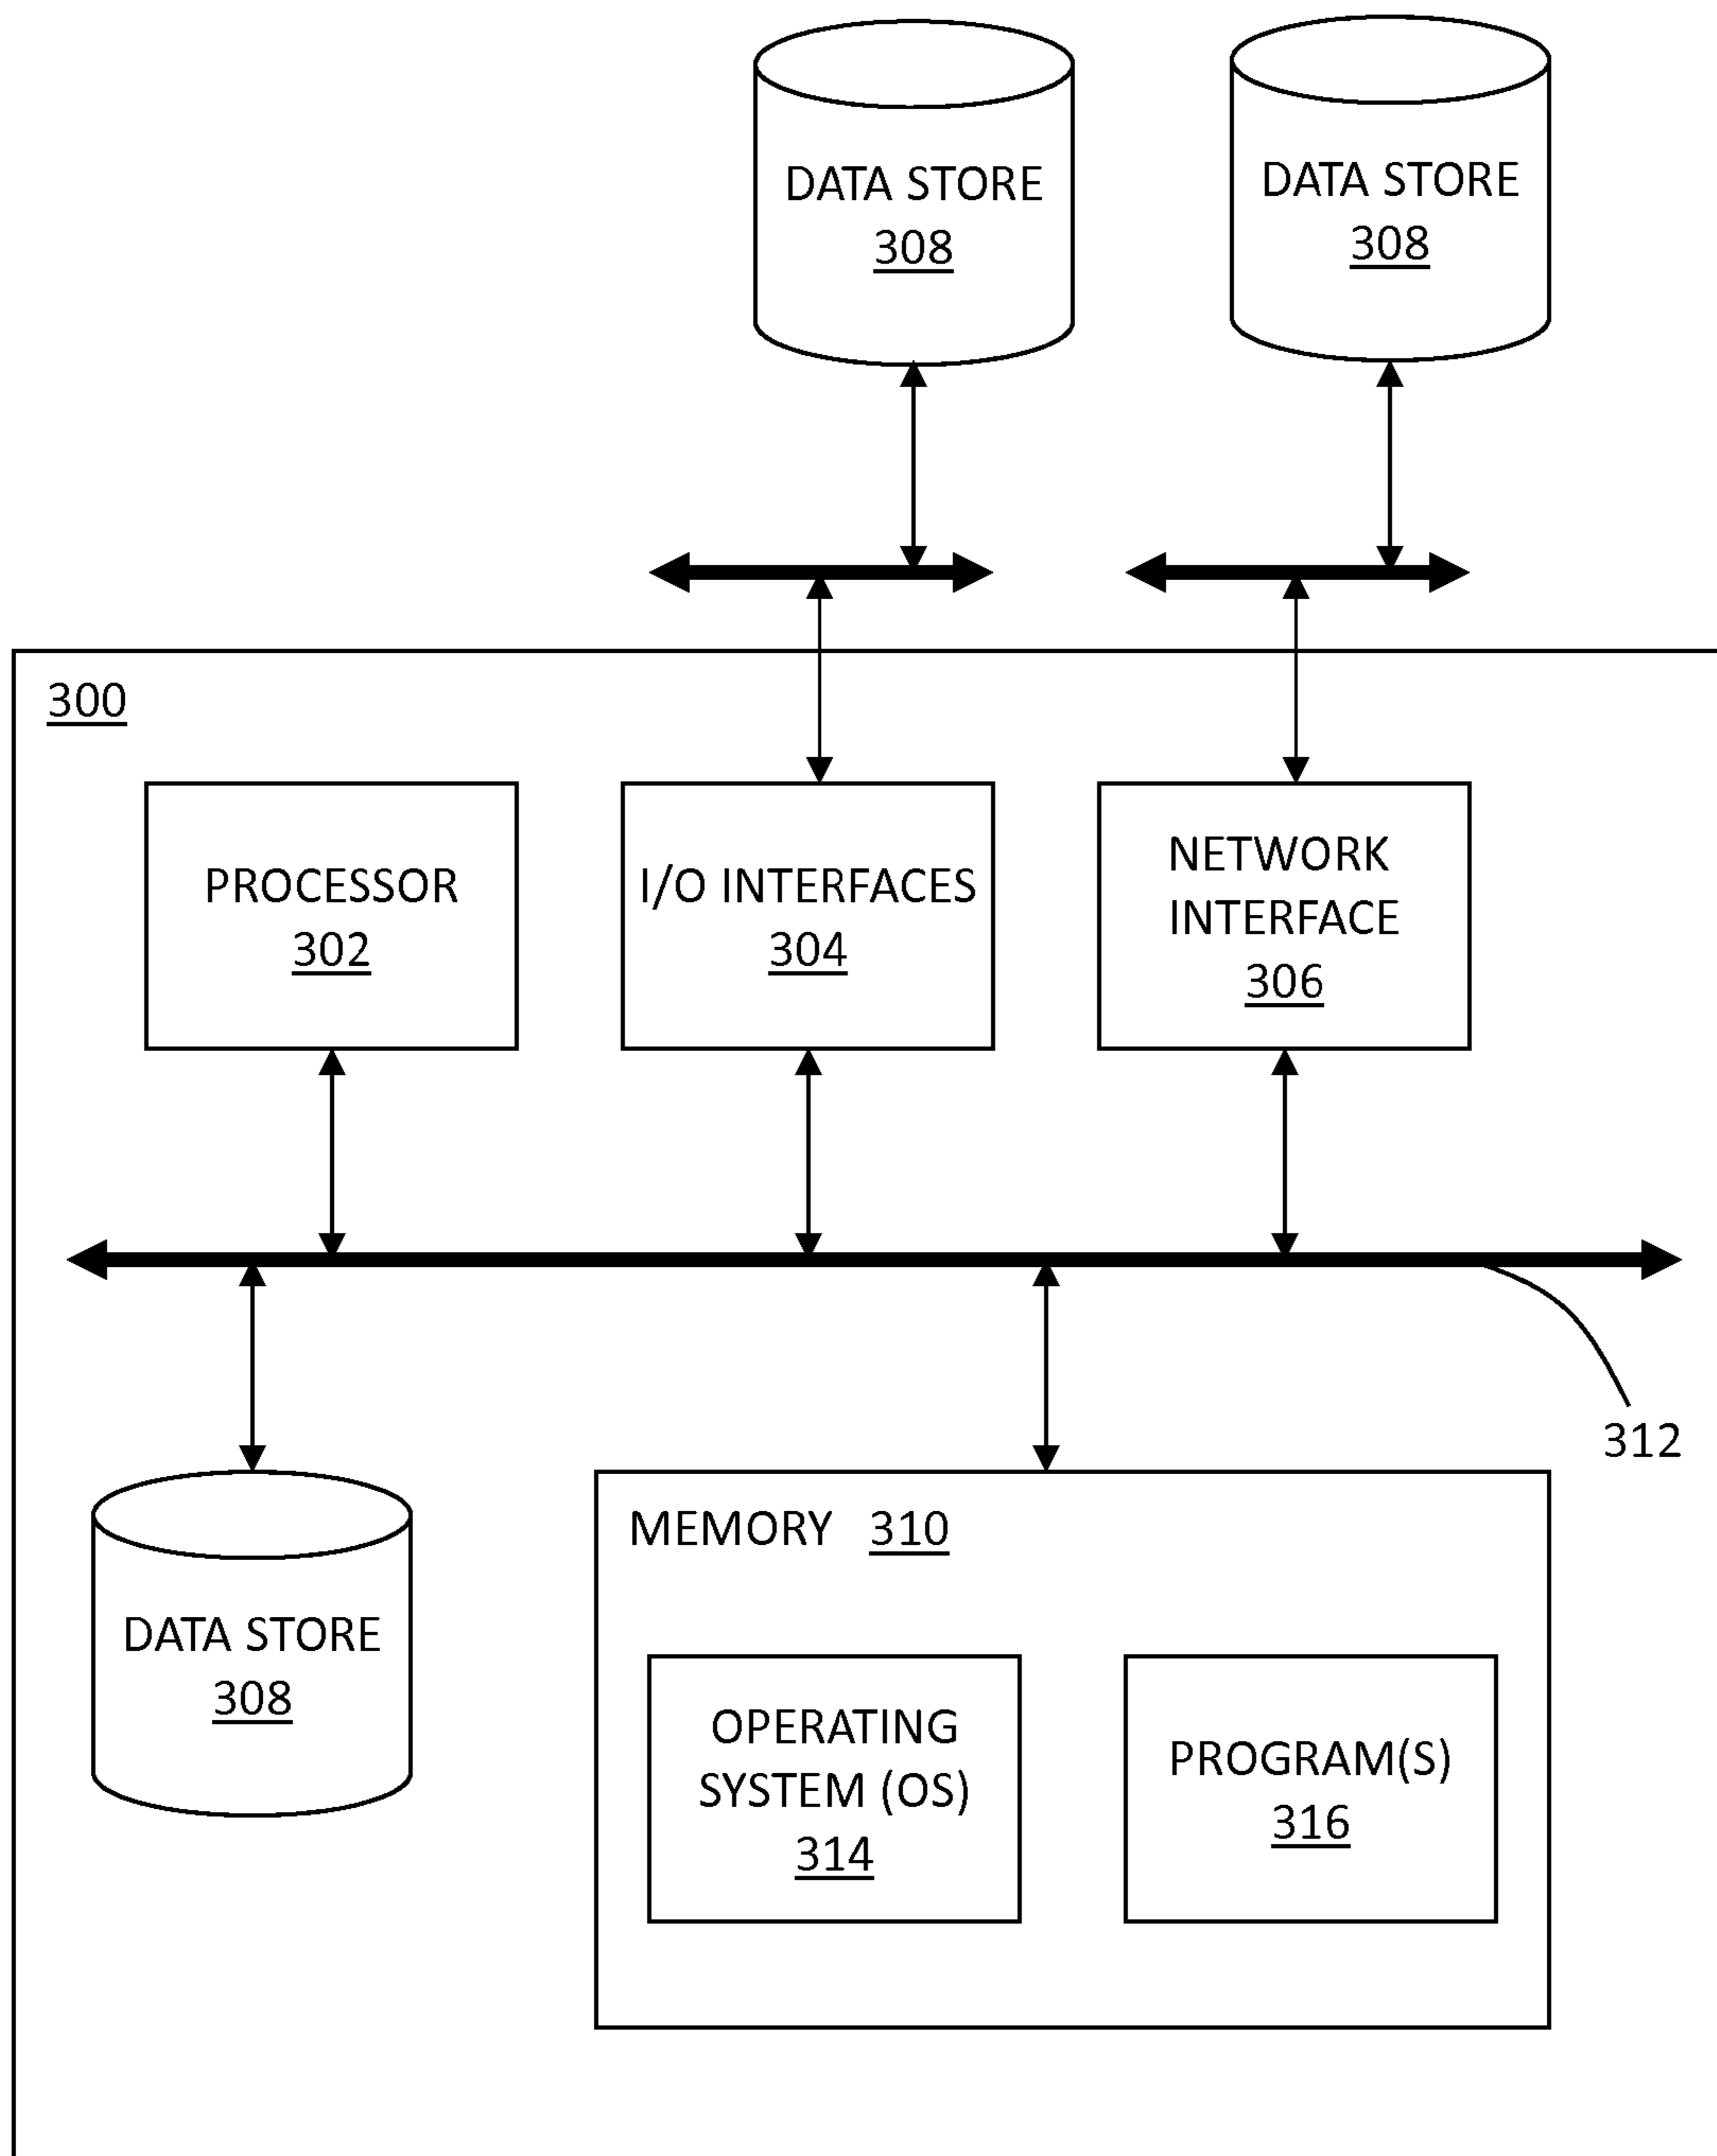 DATA STORE
308
DATA STORE
308
300
PROCESSOR
302
I/O INTERFACES
304
NETWORK
INTERFACE
306
312
DATA STORE
308
MEMORY 310
OPERATING
SYSTEM (OS)
314
PROGRAM(S)
316